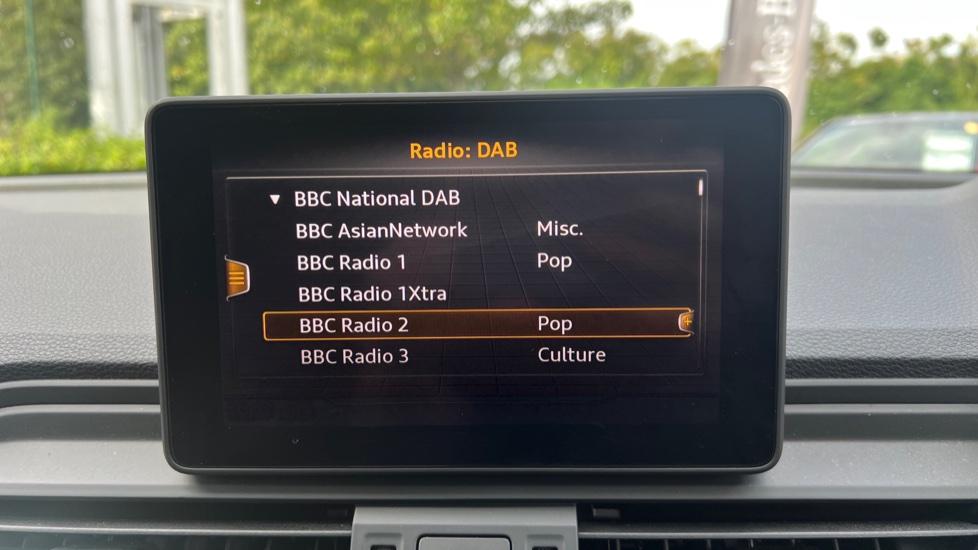 Radio: DAB
▼ BBC National DAB
BBC AsianNetwork Misc.
BBC Radio 1 Pop
BBC Radio 1Xtra
BBC Radio 2 Pop
BBC Radio 3 Culture